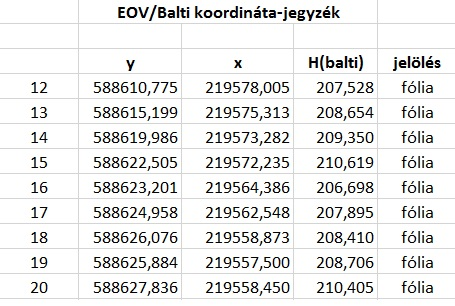 EOV/Balti koordináta-jegyzék
y x H(balti) jelölés
12 588610,775 219578,005 207,528 fólia
13 588615,199 219575,313 208,654 fólia
14 588619,986 219573,282 209,350 fólia
15 588622,505 219572,235 210,619 fólia
16 588623,201 219564,386 206,698 fólia
17 588624,958 219562,548 207,895 fólia
18 588626,076 219558,873 208,410 fólia
19 588625,884 219557,500 208,706 fólia
20 588627,836 219558,450 210,405 fólia